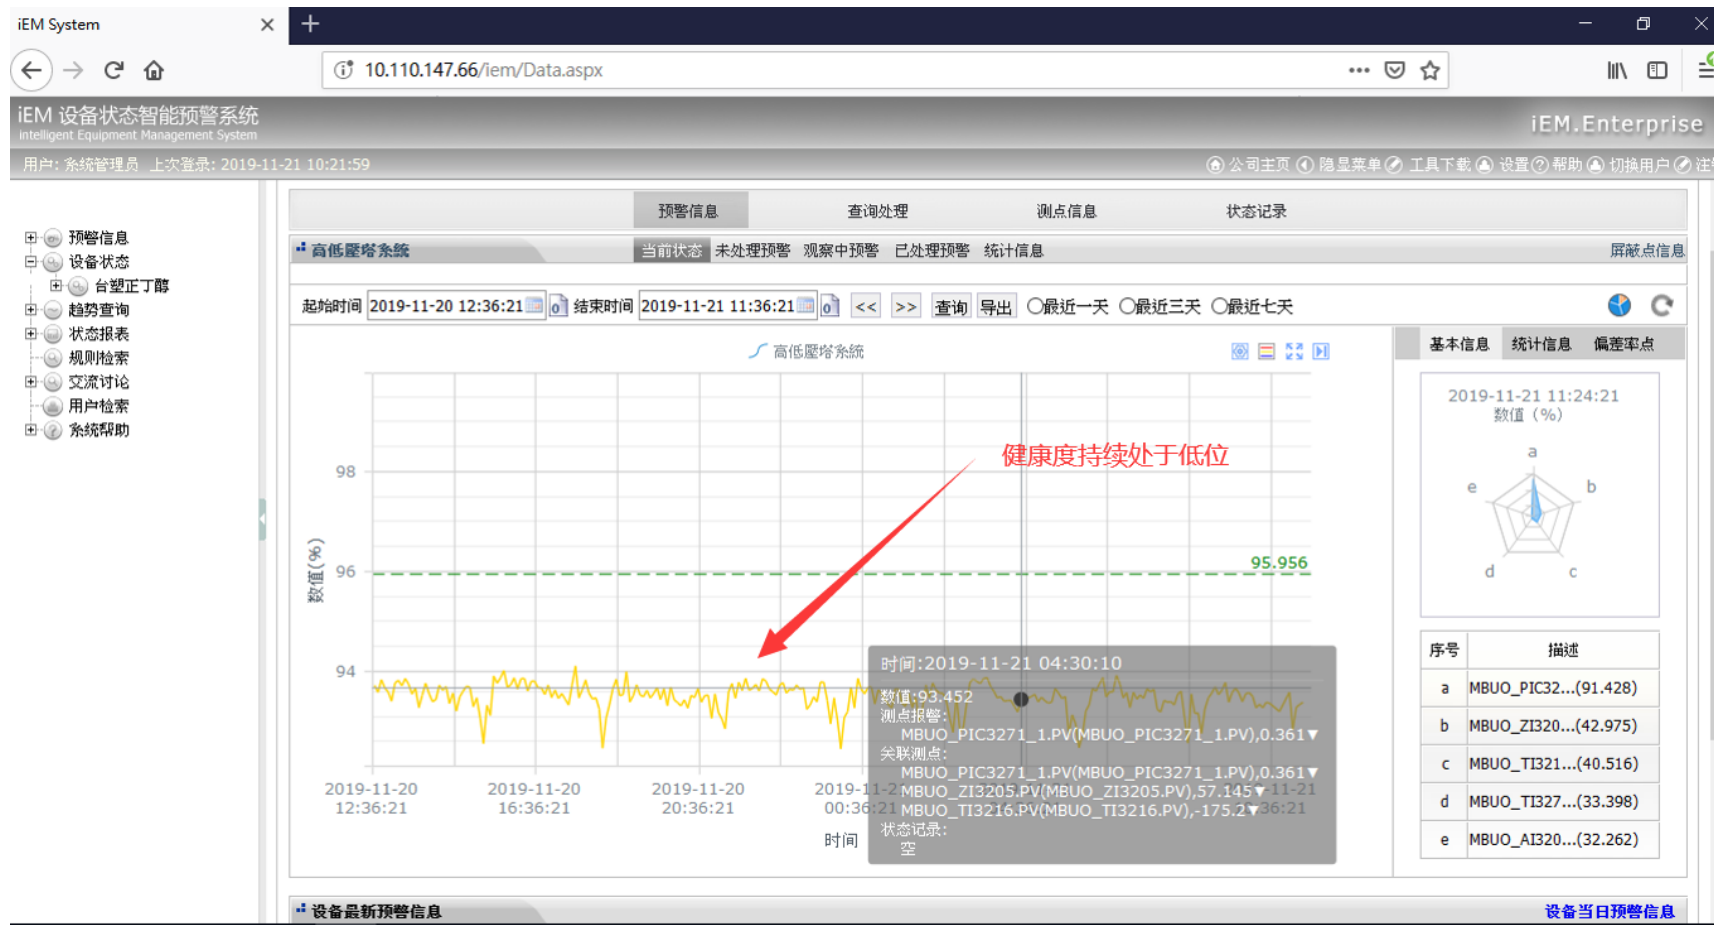 iEM System
10.110.147.66/iem/Data.aspx
iEM 设备状态智能预警系统
intelligent Equipment Management System
iEM.Enterprise
用户: 系统管理员 上次登录: 2019-11-21 10:21:59
公司主页 隐显菜单 工具下载 设置 帮助 切换用户
预警信息 查询处理 测点信息 状态记录
预警信息
设备状态
台塑正丁醇
趋势查询
状态报表
规则检索
交流讨论
用户检索
系统帮助
高低壓塔系統 当前状态 未处理预警 观察中预警 已处理预警 统计信息 屏蔽点信息
起始时间 2019-11-20 12:36:21 结束时间 2019-11-21 11:36:21 << >> 查询 导出 最近一天 最近三天 最近七天
高低壓塔系統
健康度持续处于低位
98
96
94
95.956
数值(%)
时间:2019-11-21 04:30:10
数值:93.452
测点报警:
MBUO_PIC3271_1.PV(MBUO_PIC3271_1.PV),0.361▼
关联测点:
MBUO_PIC3271_1.PV(MBUO_PIC3271_1.PV),0.361▼
MBUO_ZI3205.PV(MBUO_ZI3205.PV),57.145▼
MBUO_TI3216.PV(MBUO_TI3216.PV),-175.2▼
状态记录:
空
2019-11-20 12:36:21
2019-11-20 16:36:21
2019-11-20 20:36:21
时间
基本信息 统计信息 偏差率点
2019-11-21 11:24:21
数值 (%)
a
b
c
d
e
序号 描述
a MBUO_PIC32...(91.428)
b MBUO_ZI320...(42.975)
c MBUO_TI321...(40.516)
d MBUO_TI327...(33.398)
e MBUO_AI320...(32.262)
设备最新预警信息 设备当日预警信息